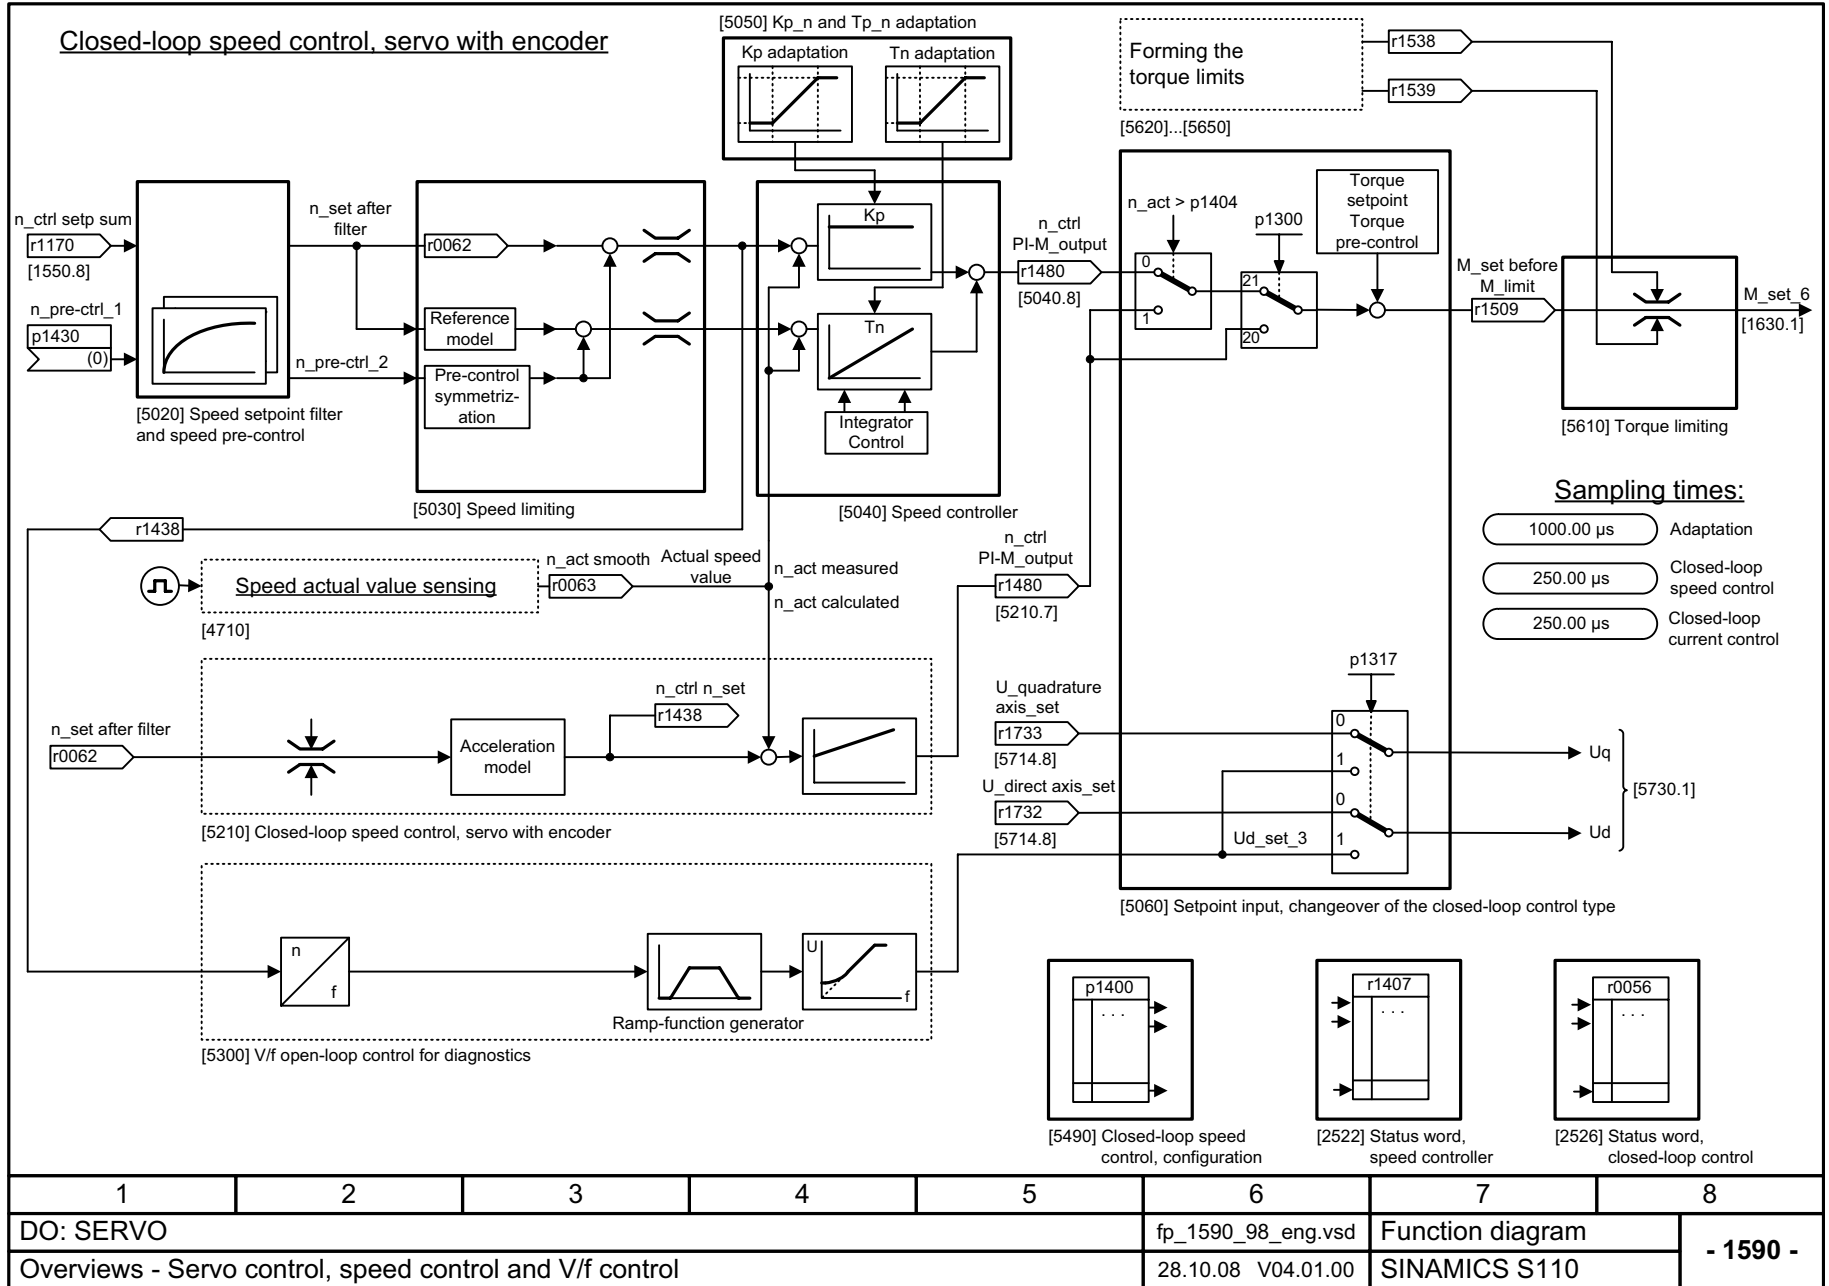 Closed-loop speed control, servo with encoder
[5050] Kp_n and Tp_n adaptation
Kp adaptation
Tn adaptation
Forming the
torque limits
r1538
r1539
[5620]...[5650]
n_ctrl setp sum
r1170
[1550.8]
n_pre-ctrl_1
p1430
(0)
[5020] Speed setpoint filter
and speed pre-control
n_set after
filter
n_pre-ctrl_2
r0062
Reference
model
Pre-control
symmetriz-
ation
[5030] Speed limiting
Kp
Tn
Integrator
Control
[5040] Speed controller
n_ctrl
PI-M_output
r1480
[5040.8]
n_act > p1404
0
1
p1300
21
20
Torque
setpoint
Torque
pre-control
M_set before
M_limit
r1509
M_set_6
[1630.1]
[5610] Torque limiting
Sampling times:
1000.00 µs
Adaptation
250.00 µs
Closed-loop
speed control
250.00 µs
Closed-loop
current control
r1438
Speed actual value sensing
[4710]
n_act smooth
r0063
Actual speed
value
n_act measured
n_act calculated
n_ctrl
PI-M_output
r1480
[5210.7]
n_set after filter
r0062
Acceleration
model
n_ctrl n_set
r1438
[5210] Closed-loop speed control, servo with encoder
U_quadrature
axis_set
r1733
[5714.8]
U_direct axis_set
r1732
[5714.8]
p1317
0
1
0
1
Ud_set_3
Uq
Ud
[5730.1]
[5060] Setpoint input, changeover of the closed-loop control type
n
f
Ramp-function generator
U
f
[5300] V/f open-loop control for diagnostics
p1400
. . .
[5490] Closed-loop speed
control, configuration
r1407
. . .
[2522] Status word,
speed controller
r0056
. . .
[2526] Status word,
closed-loop control
1 2 3 4 5 6 7 8
DO: SERVO
fp_1590_98_eng.vsd
Function diagram
- 1590 -
Overviews - Servo control, speed control and V/f control
28.10.08 V04.01.00
SINAMICS S110